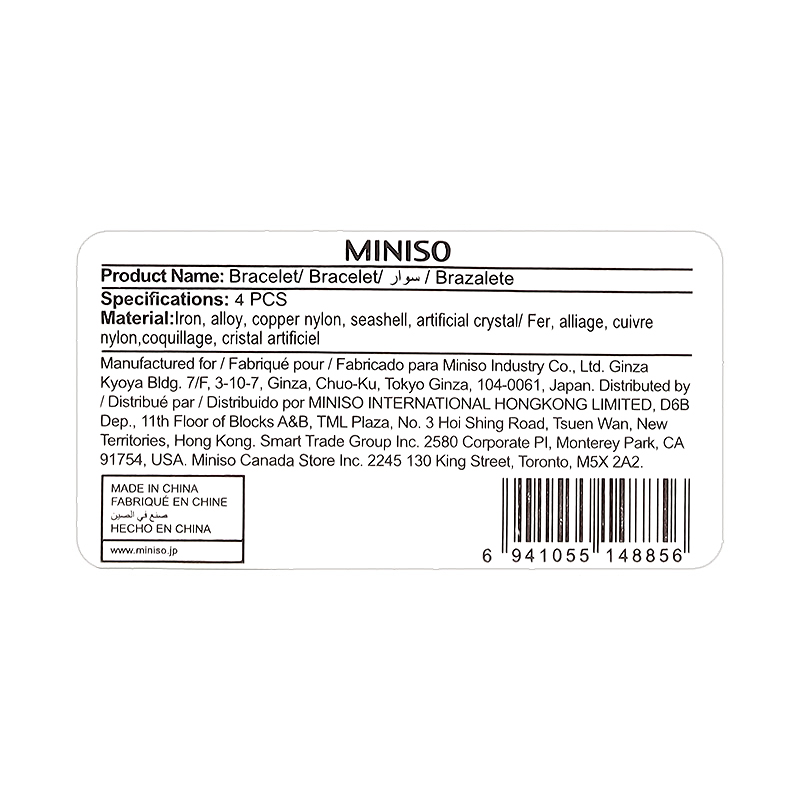 MINISO
Product Name: Bracelet/ Bracelet/ سوار / Brazalete
Specifications: 4 PCS
Material:Iron, alloy, copper nylon, seashell, artificial crystal/ Fer, alliage, cuivre
nylon,coquillage, cristal artificiel
Manufactured for / Fabriqué pour / Fabricado para Miniso Industry Co., Ltd. Ginza
Kyoya Bldg. 7/F, 3-10-7, Ginza, Chuo-Ku, Tokyo Ginza, 104-0061, Japan. Distributed by
/ Distribué par / Distribuido por MINISO INTERNATIONAL HONGKONG LIMITED, D6B
Dep., 11th Floor of Blocks A&B, TML Plaza, No. 3 Hoi Shing Road, Tsuen Wan, New
Territories, Hong Kong. Smart Trade Group Inc. 2580 Corporate Pl, Monterey Park, CA
91754, USA. Miniso Canada Store Inc. 2245 130 King Street, Toronto, M5X 2A2.
MADE IN CHINA
FABRIQUÉ EN CHINE
صنع في الصين
HECHO EN CHINA
www.miniso.jp
6 941055 148856